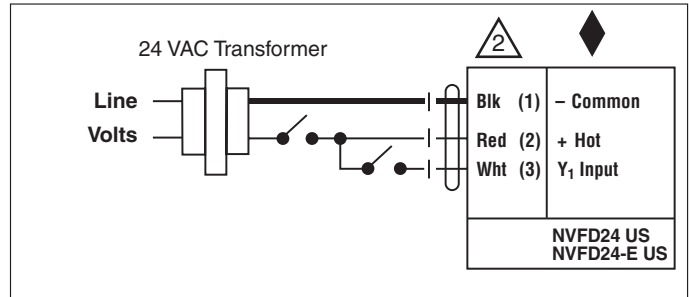 24 VAC Transformer
2
Line
Volts
Blk (1) – Common
Red (2) + Hot
Wht (3) Y₁ Input
NVFD24 US
NVFD24-E US